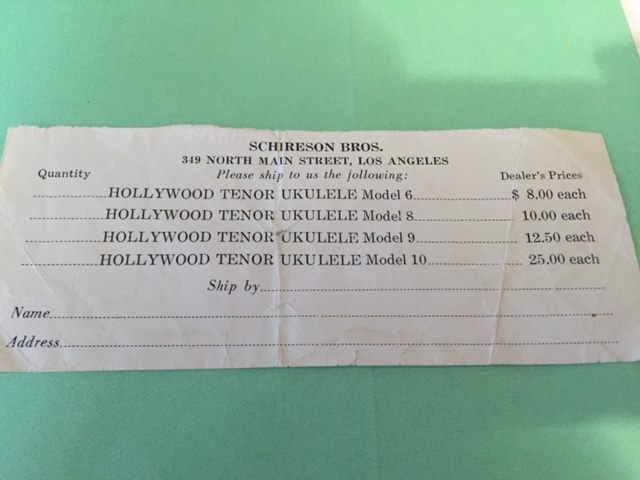 SCHIRESON BROS.
349 NORTH MAIN STREET, LOS ANGELES
Quantity Please ship to us the following: Dealer's Prices
HOLLYWOOD TENOR UKULELE Model 6 $ 8.00 each
HOLLYWOOD TENOR UKULELE Model 8 10.00 each
HOLLYWOOD TENOR UKULELE Model 9 12.50 each
HOLLYWOOD TENOR UKULELE Model 10 25.00 each
Ship by
Name
Address